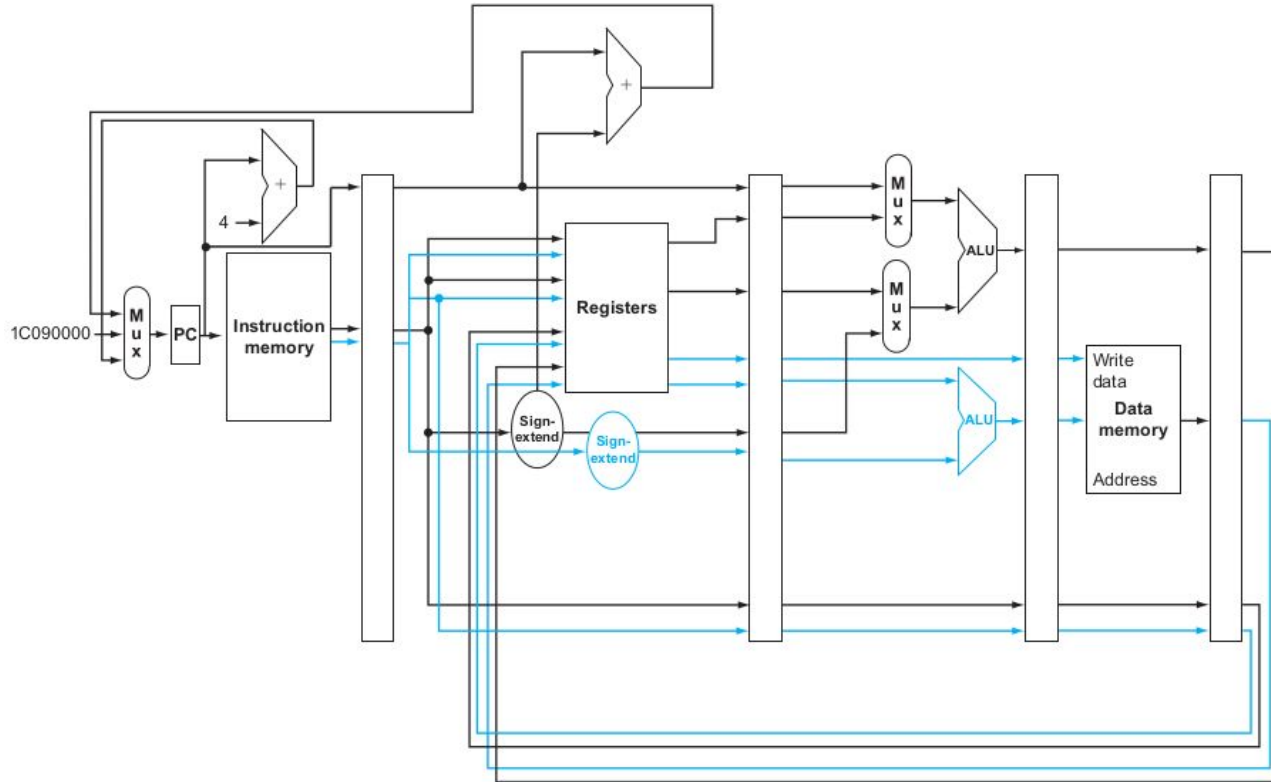 +
+
4
M
u
x
1C090000
PC
Instruction
memory
Registers
Sign-
extend
Sign-
extend
M
u
x
M
u
x
ALU
ALU
Write
data
Data
memory
Address